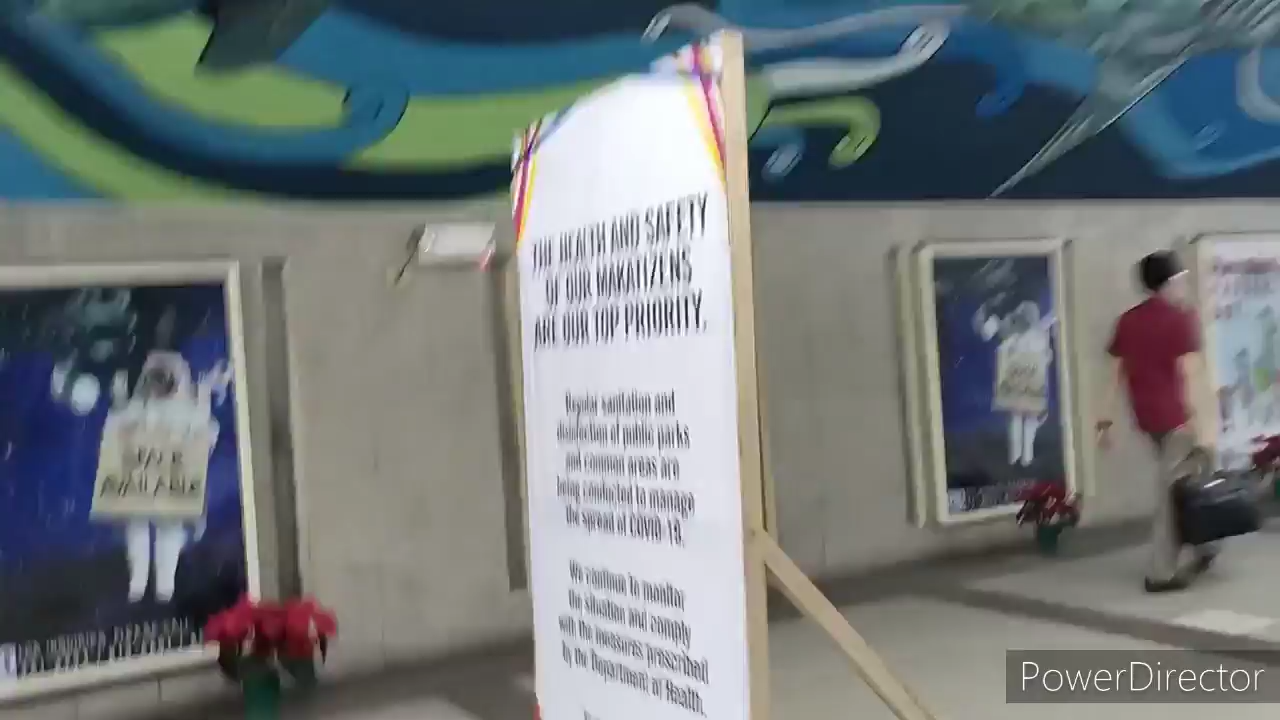 THE HEALTH AND SAFETY
OF OUR MAKATIZENS
ARE OUR TOP PRIORITY.
Regular sanitation and
disinfection of public parks
and common areas are
being conducted to manage
the spread of COVID-19.
We continue to monitor
the situation and comply
with the measures prescribed
by the Department of Health.
SPACE
AVAILABLE
PowerDirector